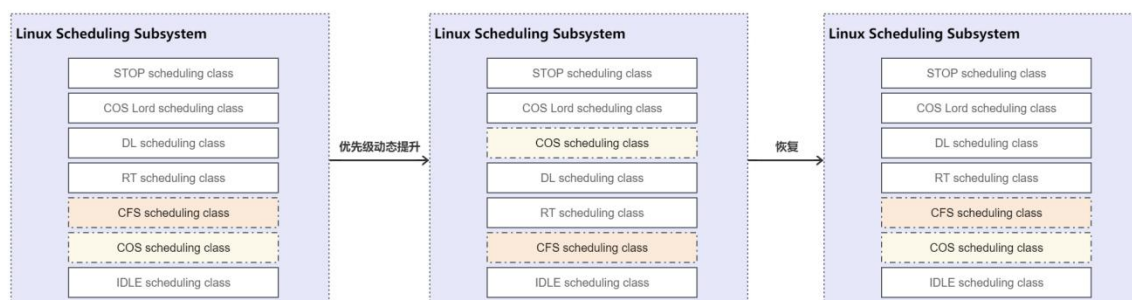 Linux Scheduling Subsystem
STOP scheduling class
COS Lord scheduling class
DL scheduling class
RT scheduling class
CFS scheduling class
COS scheduling class
IDLE scheduling class
优先级动态提升
Linux Scheduling Subsystem
STOP scheduling class
COS Lord scheduling class
COS scheduling class
DL scheduling class
RT scheduling class
CFS scheduling class
IDLE scheduling class
恢复
Linux Scheduling Subsystem
STOP scheduling class
COS Lord scheduling class
DL scheduling class
RT scheduling class
CFS scheduling class
COS scheduling class
IDLE scheduling class